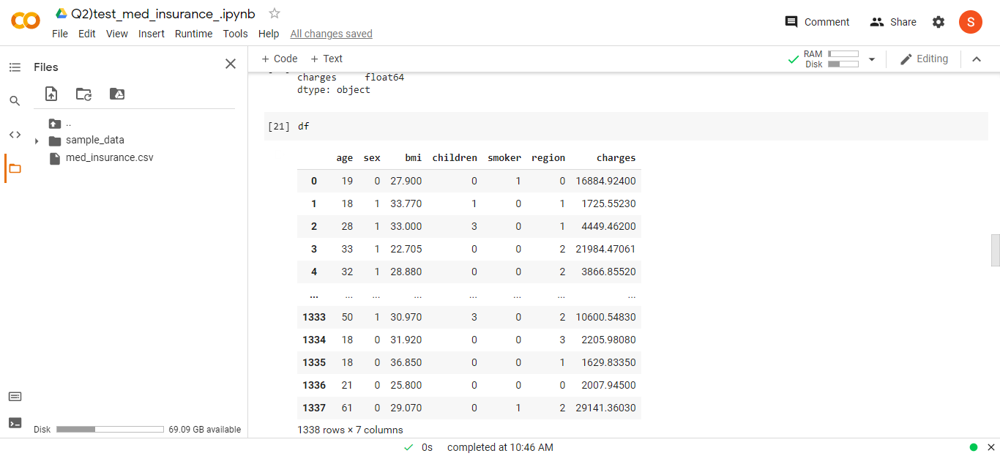 Q2)test_med_insurance_.ipynb
File Edit View Insert Runtime Tools Help All changes saved
Comment Share S
Files
+ Code + Text
RAM
Disk
Editing
charges float64
dtype: object
..
sample_data
med_insurance.csv
[21] df
age sex bmi children smoker region charges
0 19 0 27.900 0 1 0 16884.92400
1 18 1 33.770 1 0 1 1725.55230
2 28 1 33.000 3 0 1 4449.46200
3 33 1 22.705 0 0 2 21984.47061
4 32 1 28.880 0 0 2 3866.85520
... ... ... ... ... ... ... ...
1333 50 1 30.970 3 0 2 10600.54830
1334 18 0 31.920 0 0 3 2205.98080
1335 18 0 36.850 0 0 1 1629.83350
1336 21 0 25.800 0 0 0 2007.94500
1337 61 0 29.070 0 1 2 29141.36030
1338 rows × 7 columns
Disk 69.09 GB available
0s completed at 10:46 AM